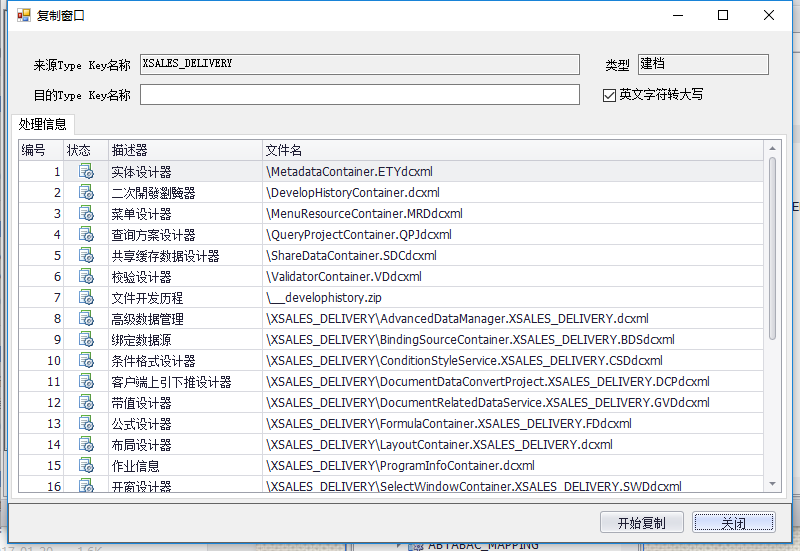 复制窗口
来源Type Key名称 XSALES_DELIVERY 类型 建档
目的Type Key名称 英文字符转大写
处理信息
编号 状态 描述器 文件名
1 实体设计器 \MetadataContainer.ETYdcxml
2 二次開發瀏覽器 \DevelopHistoryContainer.dcxml
3 菜单设计器 \MenuResourceContainer.MRDdcxml
4 查询方案设计器 \QueryProjectContainer.QPJdcxml
5 共享缓存数据设计器 \ShareDataContainer.SDCdcxml
6 校验设计器 \ValidatorContainer.VDdcxml
7 文件开发历程 \__develophistory.zip
8 高级数据管理 \XSALES_DELIVERY\AdvancedDataManager.XSALES_DELIVERY.dcxml
9 绑定数据源 \XSALES_DELIVERY\BindingSourceContainer.XSALES_DELIVERY.BDSdcxml
10 条件格式设计器 \XSALES_DELIVERY\ConditionStyleService.XSALES_DELIVERY.CSDdcxml
11 客户端上引下推设计器 \XSALES_DELIVERY\DocumentDataConvertProject.XSALES_DELIVERY.DCPdcxml
12 带值设计器 \XSALES_DELIVERY\DocumentRelatedDataService.XSALES_DELIVERY.GVDdcxml
13 公式设计器 \XSALES_DELIVERY\FormulaContainer.XSALES_DELIVERY.FDdcxml
14 布局设计器 \XSALES_DELIVERY\LayoutContainer.XSALES_DELIVERY.dcxml
15 作业信息 \XSALES_DELIVERY\ProgramInfoContainer.dcxml
16 开窗设计器 \XSALES_DELIVERY\SelectWindowContainer.XSALES_DELIVERY.SWDdcxml
开始复制 关闭
ABTABAC_MAPPING